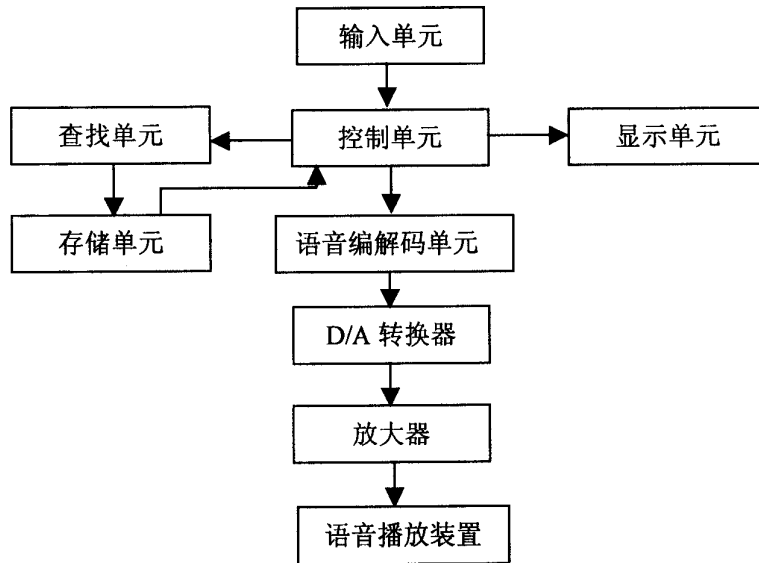 输入单元
查找单元
控制单元
显示单元
存储单元
语音编解码单元
D/A 转换器
放大器
语音播放装置